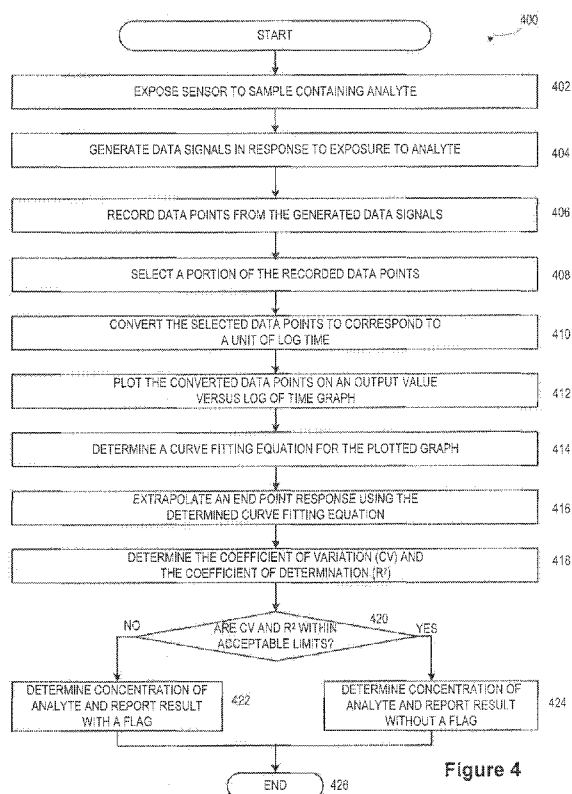 400
START
EXPOSE SENSOR TO SAMPLE CONTAINING ANALYTE
402
GENERATE DATA SIGNALS IN RESPONSE TO EXPOSURE TO ANALYTE
404
RECORD DATA POINTS FROM THE GENERATED DATA SIGNALS
406
SELECT A PORTION OF THE RECORDED DATA POINTS
408
CONVERT THE SELECTED DATA POINTS TO CORRESPOND TO
A UNIT OF LOG TIME
410
PLOT THE CONVERTED DATA POINTS ON AN OUTPUT VALUE
VERSUS LOG OF TIME GRAPH
412
DETERMINE A CURVE FITTING EQUATION FOR THE PLOTTED GRAPH
414
EXTRAPOLATE AN END POINT RESPONSE USING THE
DETERMINED CURVE FITTING EQUATION
416
DETERMINE THE COEFFICIENT OF VARIATION (CV) AND
THE COEFFICIENT OF DETERMINATION (R²)
418
420
NO
ARE CV AND R² WITHIN
ACCEPTABLE LIMITS?
YES
DETERMINE CONCENTRATION OF
ANALYTE AND REPORT RESULT
WITH A FLAG
422
DETERMINE CONCENTRATION OF
ANALYTE AND REPORT RESULT
WITHOUT A FLAG
424
END
426
Figure 4